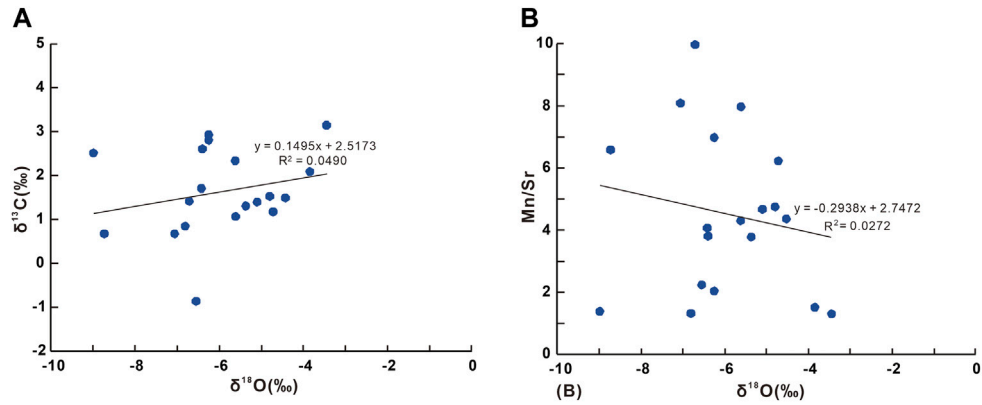 A
5
4
3
2
1
0
-1
-2
-10
-8
-6
-4
-2
0
δ¹³C(‰)
δ¹⁸O(‰)
y = 0.1495x + 2.5173
R² = 0.0490
B
10
8
6
4
2
0
-10
-8
-6
-4
-2
0
Mn/Sr
(B)
δ¹⁸O(‰)
y = -0.2938x + 2.7472
R²= 0.0272